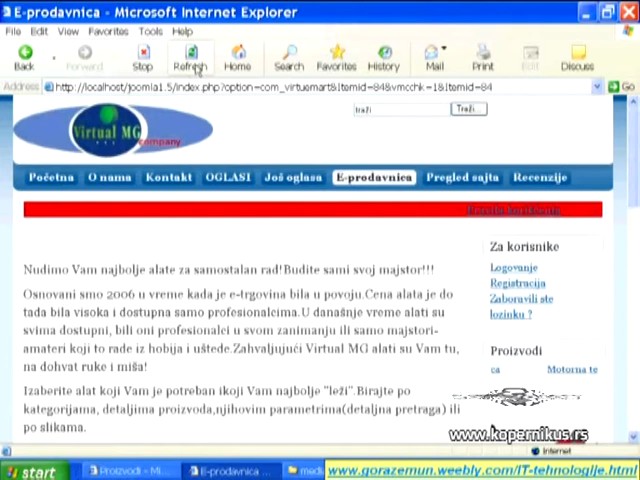 E-prodavnica - Microsoft Internet Explorer
File Edit View Favorites Tools Help
Back Forward Stop Refresh Home Search Favorites History Mail Print Edit Discuss
Address http://localhost/joomla1.5/index.php?option=com_virtuemart&Itemid=84&vmcchk=1&Itemid=84 Go
Virtual MG
company
traži Traži...
Početna O nama Kontakt OGLASI Još oglasa E-prodavnica Pregled sajta Recenzije
Za korisnike
Nudimo Vam najbolje alate za samostalan rad!Budite sami svoj majstor!!!
Logovanje
Registracija
Zaboravili ste
lozinku ?
Osnovani smo 2006 u vreme kada je e-trgovina bila u povoju.Cena alata je do
tada bila visoka i dostupna samo profesionalcima.U današnje vreme alati su
svima dostupni, bili oni profesionalci u svom zanimanju ili samo majstori-
amateri koji to rade iz hobija i uštede.Zahvaljujući Virtual MG alati su Vam tu,
na dohvat ruke i miša!
Proizvodi
ca Motorna te
Izaberite alat koji Vam je potreban ikoji Vam najbolje "leži".Birajte po
kategorijama, detaljima proizvoda,njihovim parametrima(detaljna pretraga) ili
po slikama.
www.kopernikus.rs
Internet
start Proizvodi - Mi... E-prodavnica ... medi
www.gorazemun.weebly.com/IT-tehnologije.html